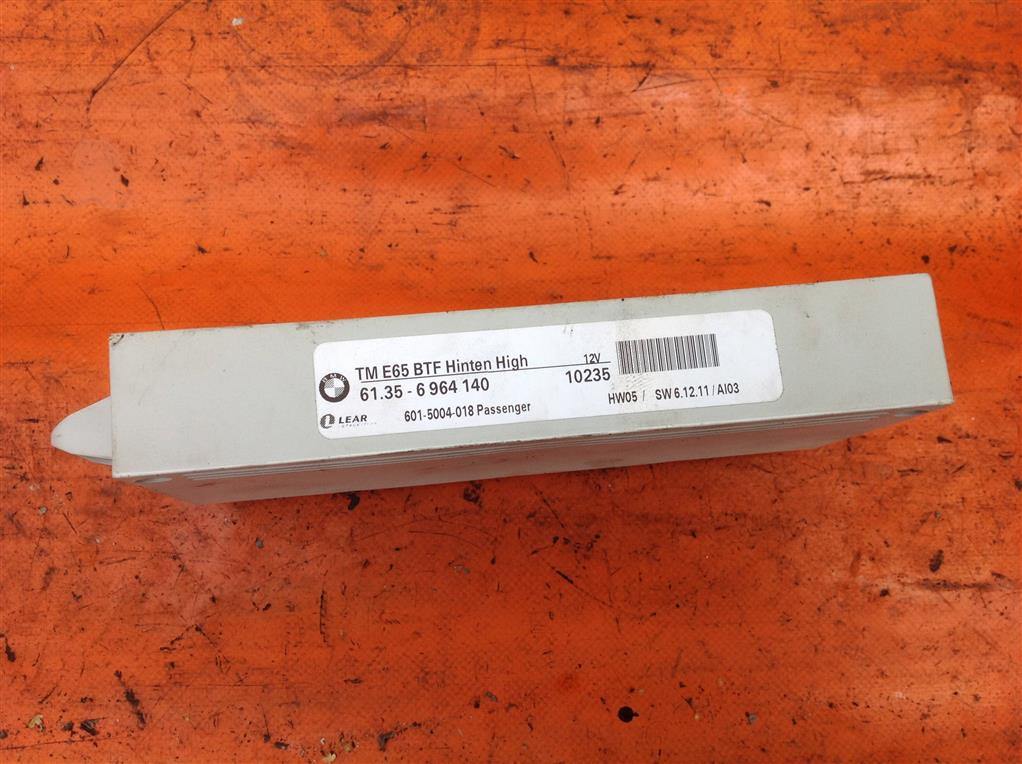 BMW
TM E65 BTF Hinten High 12V
61.35 - 6 964 140 10235
LEAR
601-5004-018 Passenger
HW05 / SW 6.12.11 / AI03